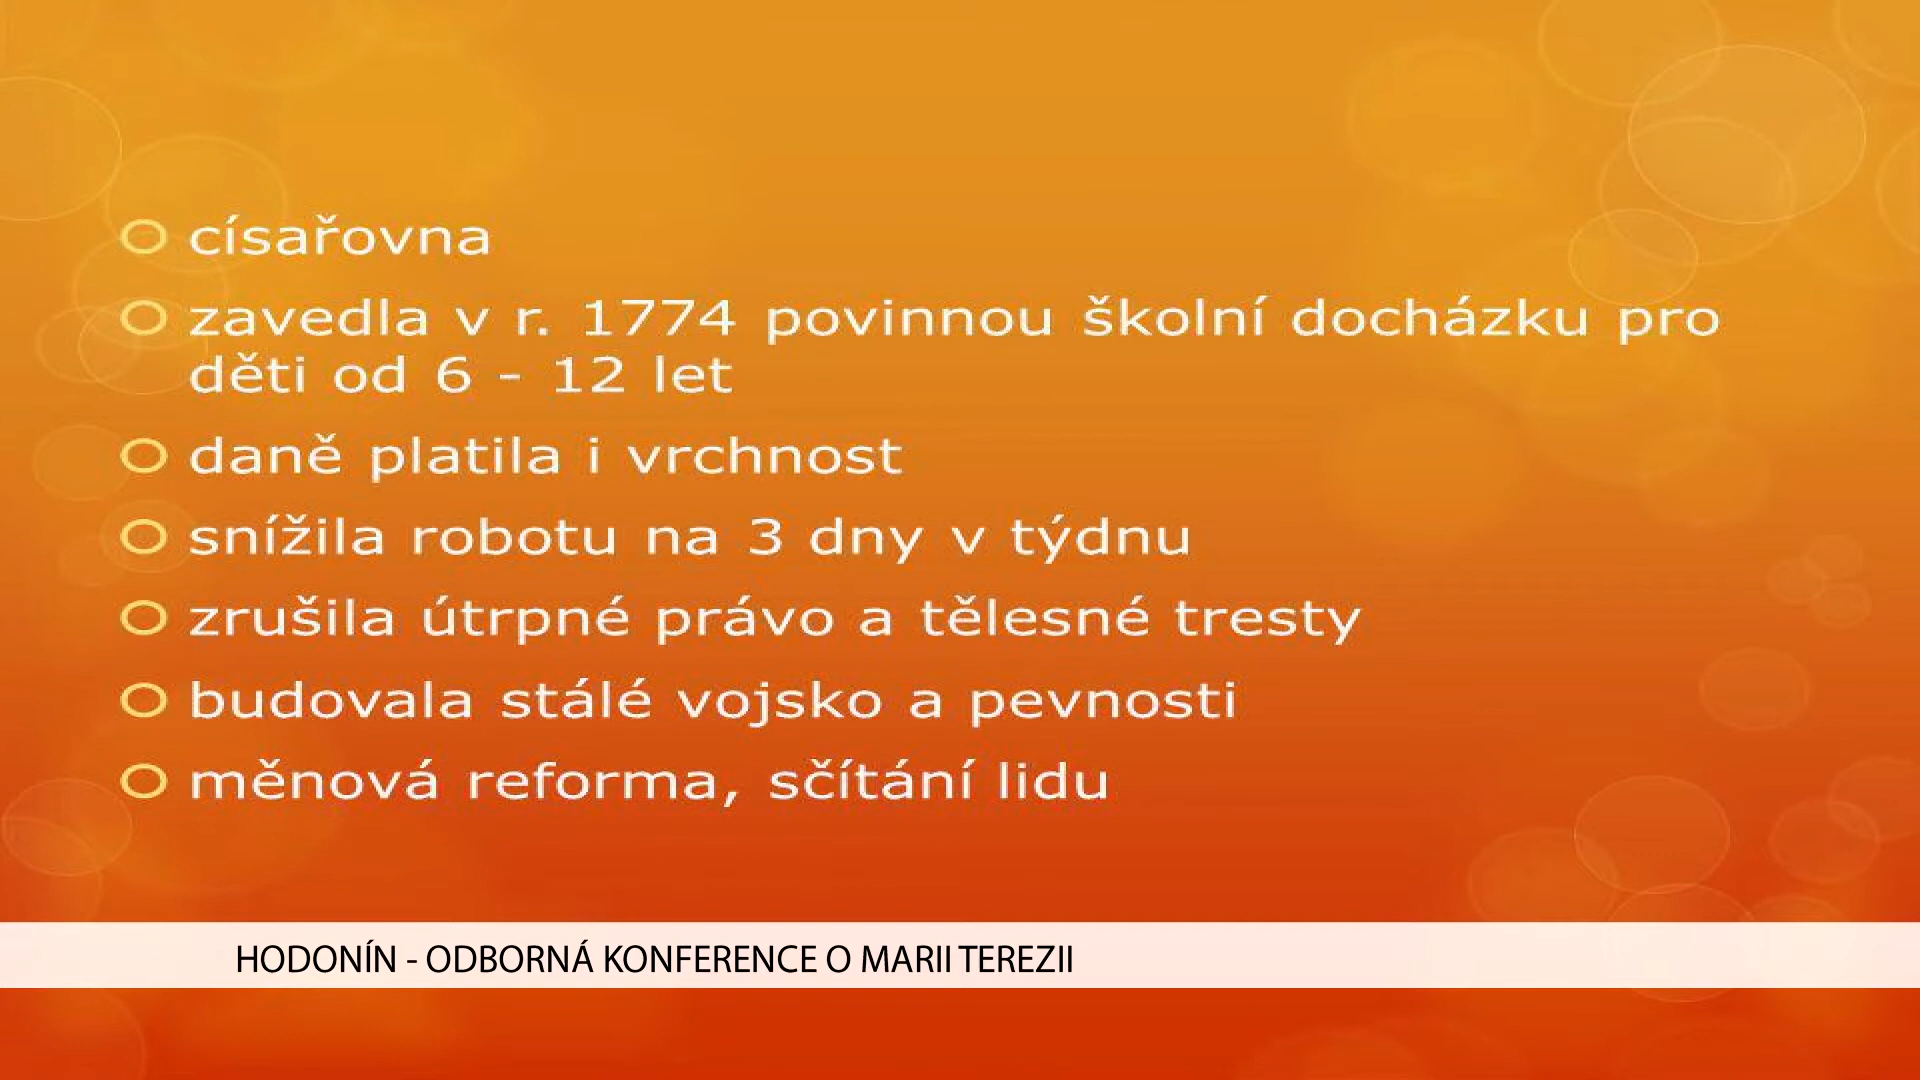 císařovna
zavedla v r. 1774 povinnou školní docházku pro
děti od 6 - 12 let
daně platila i vrchnost
snížila robotu na 3 dny v týdnu
zrušila útrpné právo a tělesné tresty
budovala stálé vojsko a pevnosti
měnová reforma, sčítání lidu
HODONÍN - ODBORNÁ KONFERENCE O MARII TEREZII